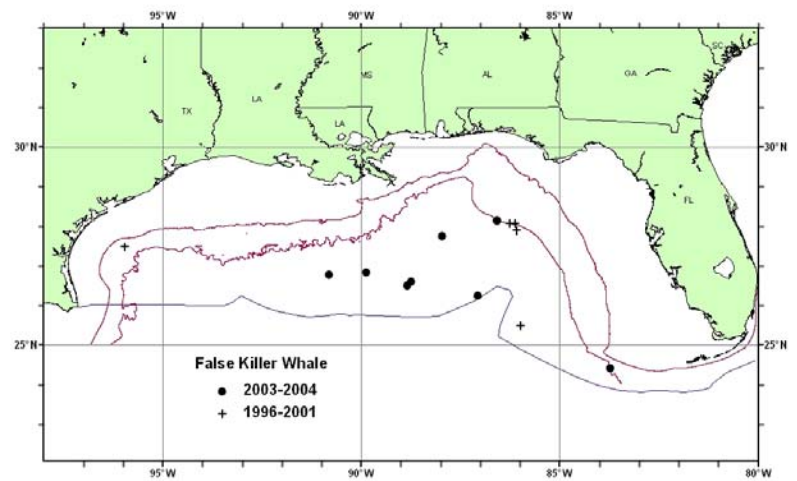 95°W 90°W 85°W
SC
MS AL GA
LA
TX
LA
30°N 30°N
FL
25°N 25°N
False Killer Whale
2003-2004
1996-2001
95°W 90°W 85°W 80°W